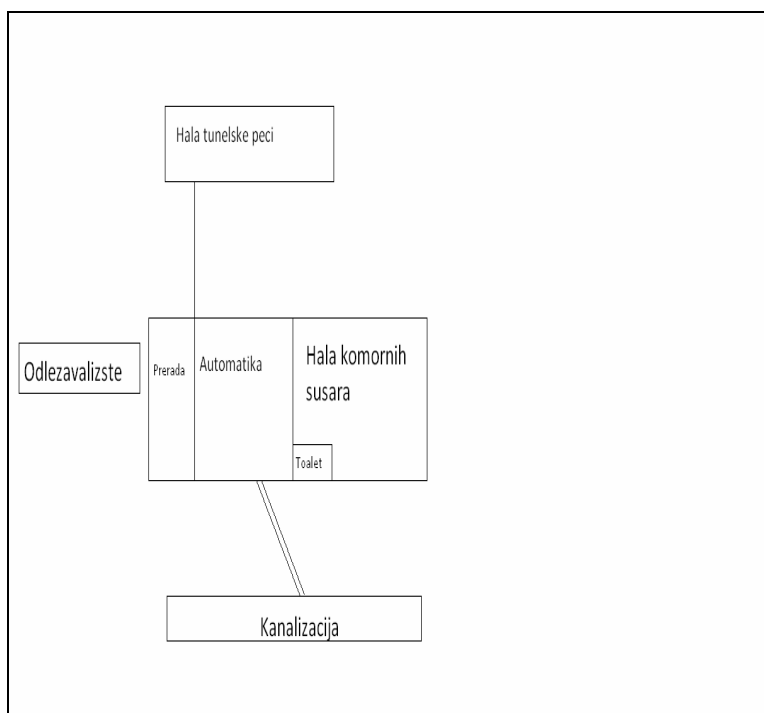 Hala tunelske peci
Odlezavalizste
Prerada
Automatika
Hala komornih
susara
Toalet
Kanalizacija